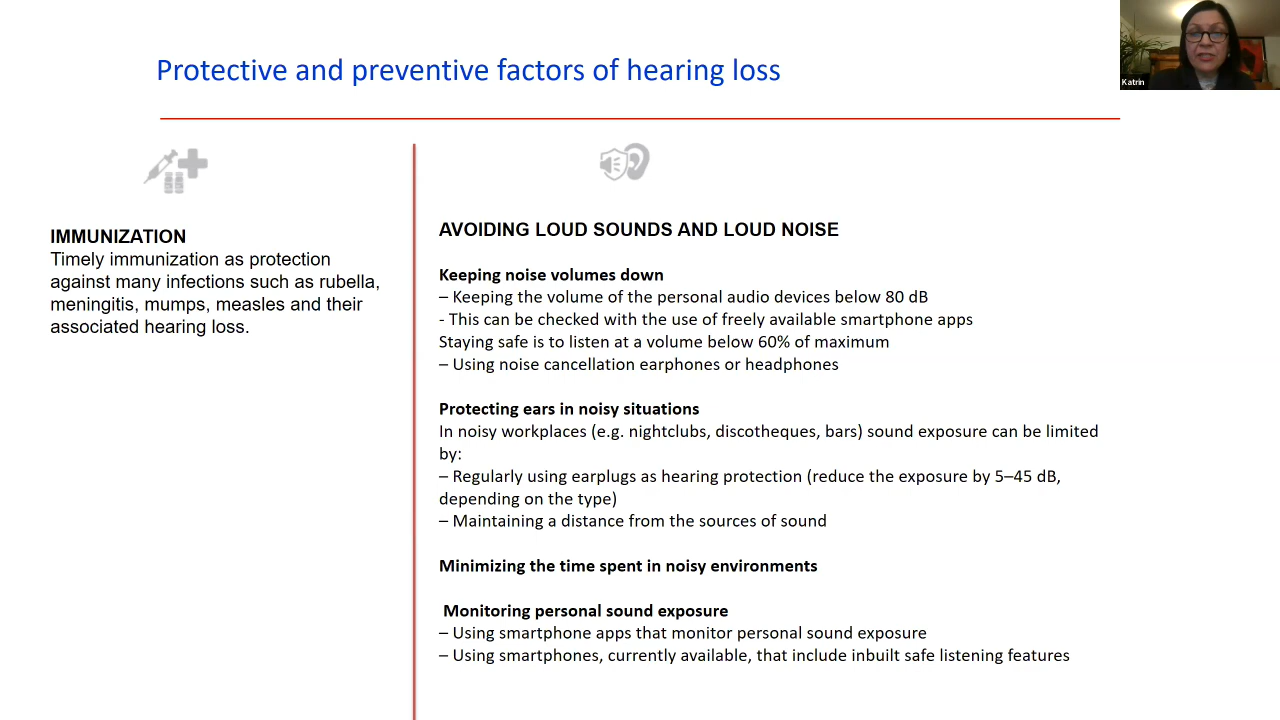 Protective and preventive factors of hearing loss
Katrin
IMMUNIZATION
Timely immunization as protection
against many infections such as rubella,
meningitis, mumps, measles and their
associated hearing loss.
AVOIDING LOUD SOUNDS AND LOUD NOISE
Keeping noise volumes down
– Keeping the volume of the personal audio devices below 80 dB
- This can be checked with the use of freely available smartphone apps
Staying safe is to listen at a volume below 60% of maximum
– Using noise cancellation earphones or headphones
Protecting ears in noisy situations
In noisy workplaces (e.g. nightclubs, discotheques, bars) sound exposure can be limited
by:
– Regularly using earplugs as hearing protection (reduce the exposure by 5–45 dB,
depending on the type)
– Maintaining a distance from the sources of sound
Minimizing the time spent in noisy environments
Monitoring personal sound exposure
– Using smartphone apps that monitor personal sound exposure
– Using smartphones, currently available, that include inbuilt safe listening features